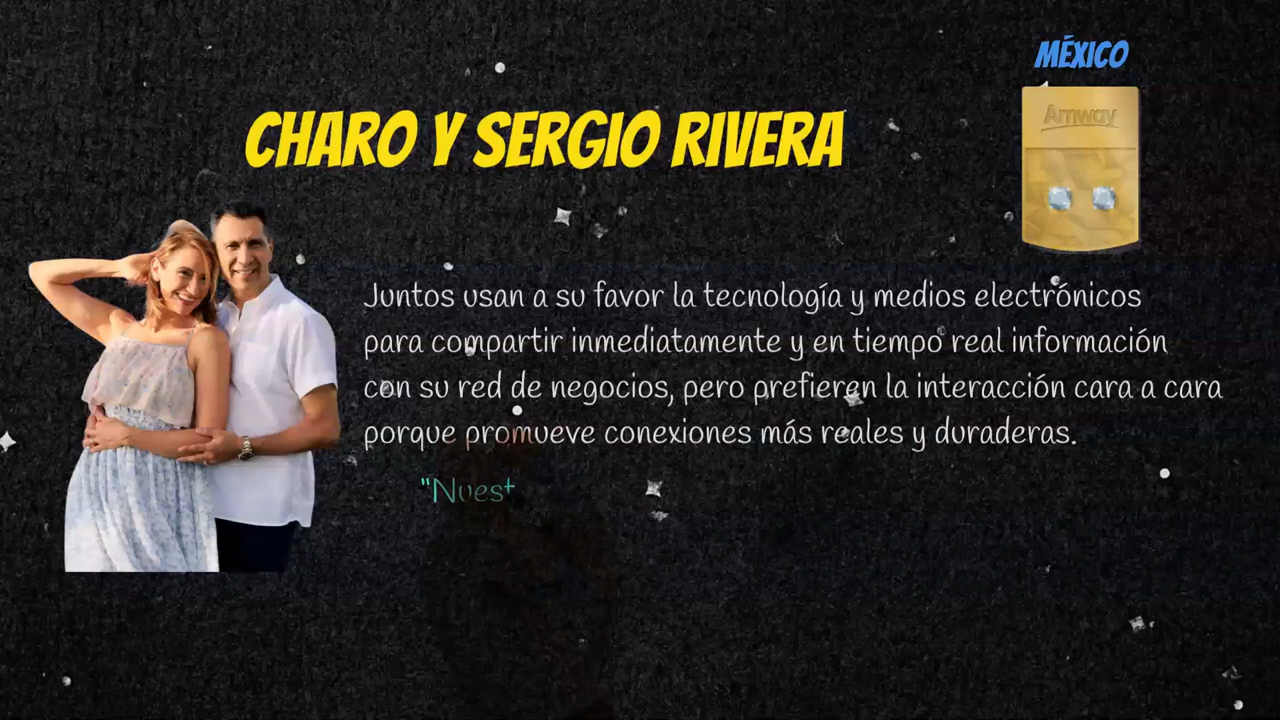 MÉXICO
Amway
CHARO Y SERGIO RIVERA
Juntos usan a su favor la tecnología y medios electrónicos
para compartir inmediatamente y en tiempo real información
con su red de negocios, pero prefieren la interacción cara a cara
porque promueve conexiones más reales y duraderas.
"Nuest